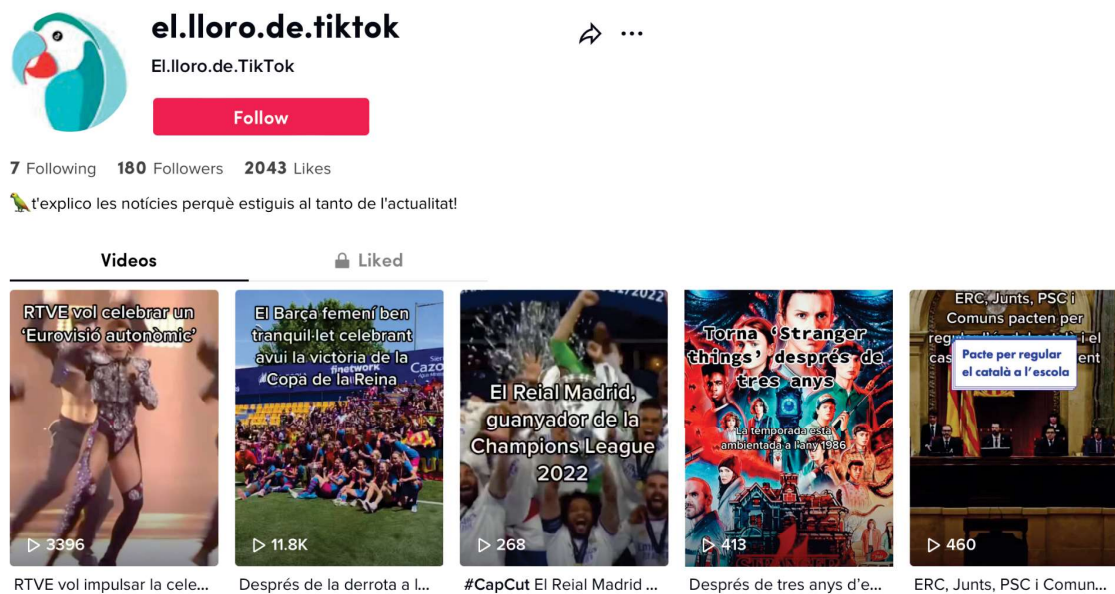 el.lloro.de.tiktok
El.lloro.de.TikTok
Follow
7 Following 180 Followers 2043 Likes
🦜t'explico les notícies perquè estiguis al tanto de l'actualitat!
Videos
Liked
RTVE vol celebrar un
'Eurovisió autonòmic'
3396
RTVE vol impulsar la cele...
El Barça femení ben
tranquil·let celebrant
avui la victòria de la
Copa de la Reina
finetwork
Cazo
11.8K
Després de la derrota a l...
2022
El Reial Madrid,
guanyador de la
Champions League
2022
268
#CapCut El Reial Madrid ...
Torna 'Stranger
things' després de
tres anys
La temporada està
ambientada a l'any 1986
413
Després de tres anys d'e...
ERC, Junts, PSC i
Comuns pacten per
i el
Pacte per regular
el català a l'escola
460
ERC, Junts, PSC i Comun...